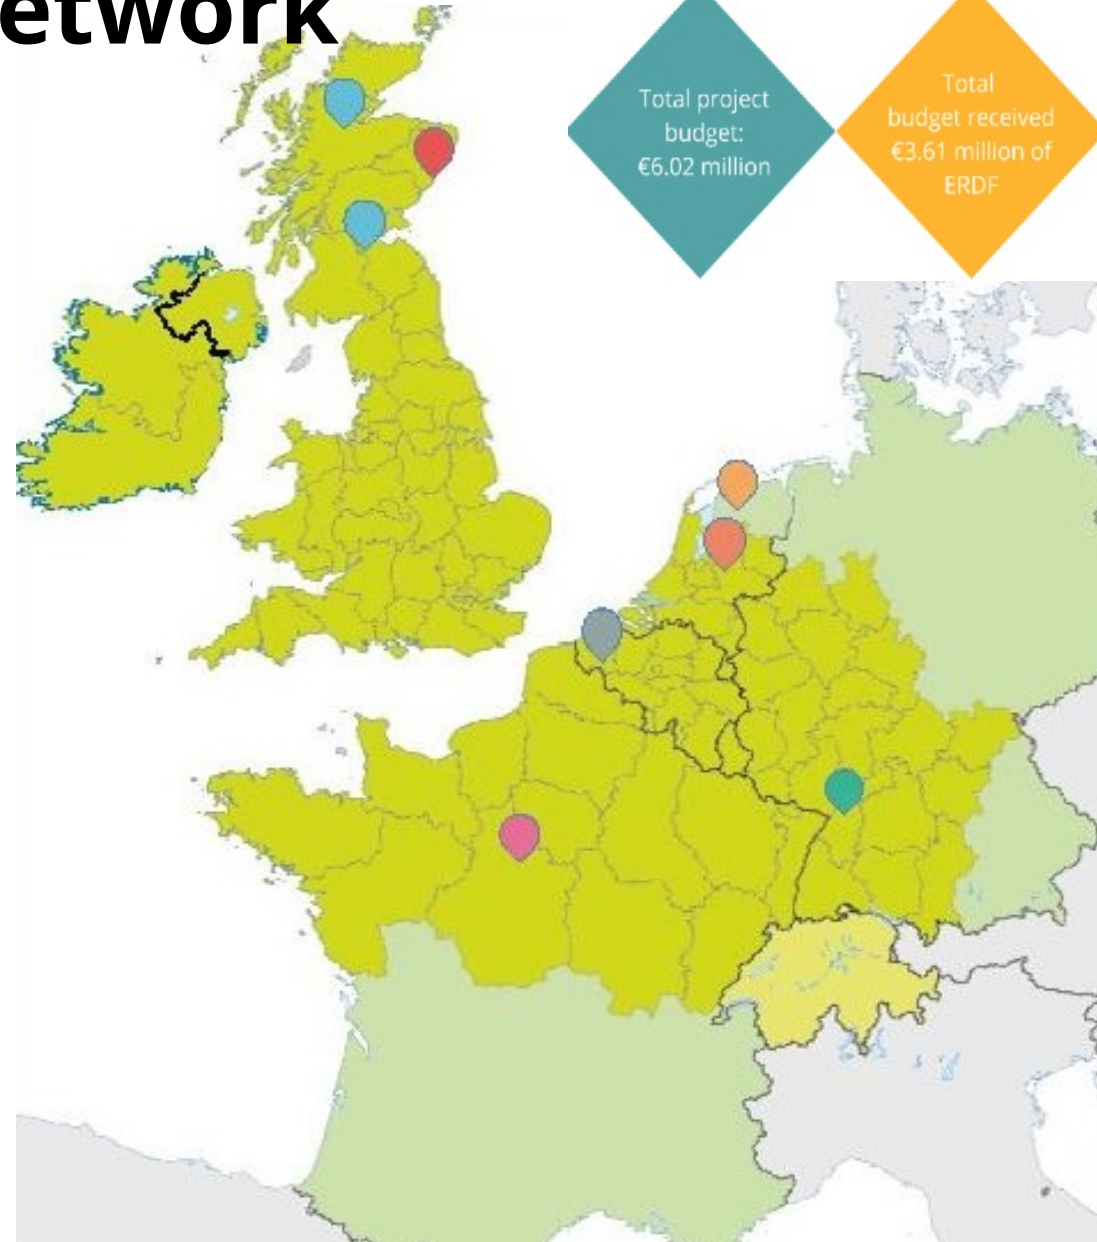 etwork
Total project
budget:
€6.02 million
Total
budget received
€3.61 million of
ERDF